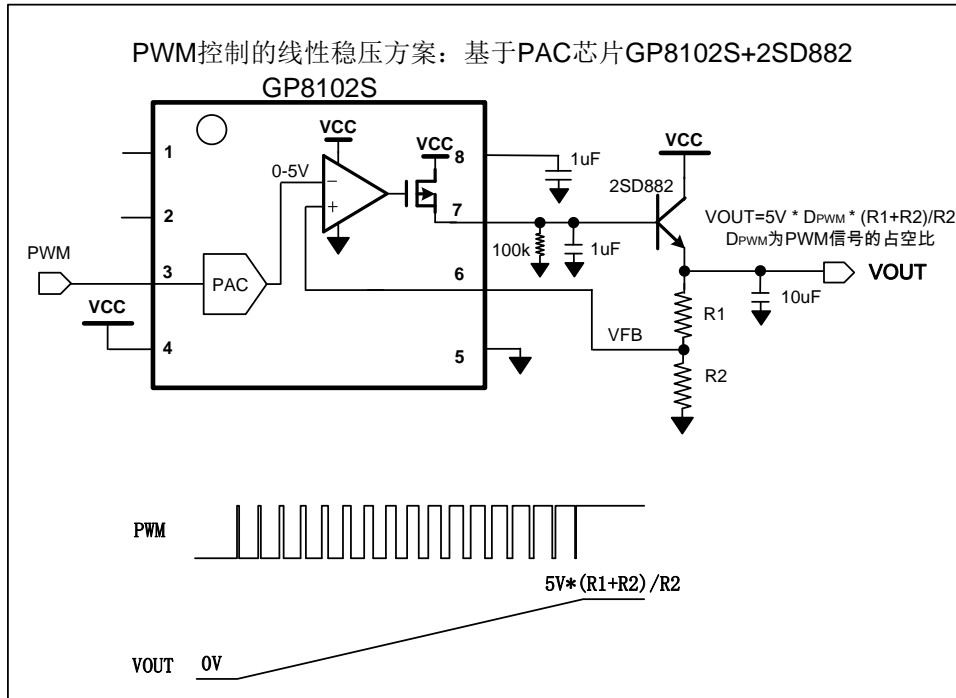 PWM控制的线性稳压方案：基于PAC芯片GP8102S+2SD882
GP8102S
VCC
VCC
VCC
1
8
1uF
0-5V
2SD882
−
2
7
VOUT=5V * DPWM * (R1+R2)/R2
DPWM为PWM信号的占空比
+
100k
1uF
PWM
3
PAC
6
VOUT
10uF
VCC
R1
VFB
4
5
R2
PWM
5V*(R1+R2)/R2
VOUT
0V